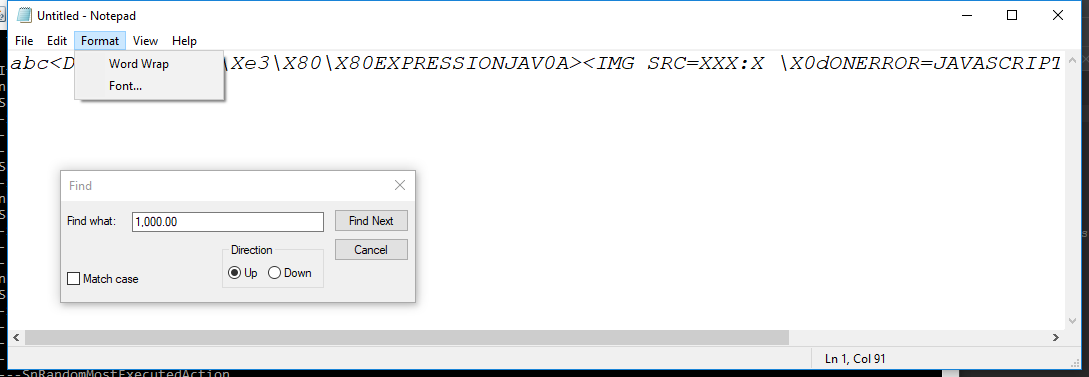 Untitled - Notepad
File Edit Format View Help
abc<D \Xe3\X80\X80EXPRESSIONJAV0A><IMG SRC=XXX:X \X0dONERROR=JAVASCRIPT
Word Wrap
Font...
Find
Find what: 1,000.00 Find Next
Direction Cancel
Match case Up Down
Ln 1, Col 91
---SnRandomMostExecutedAction